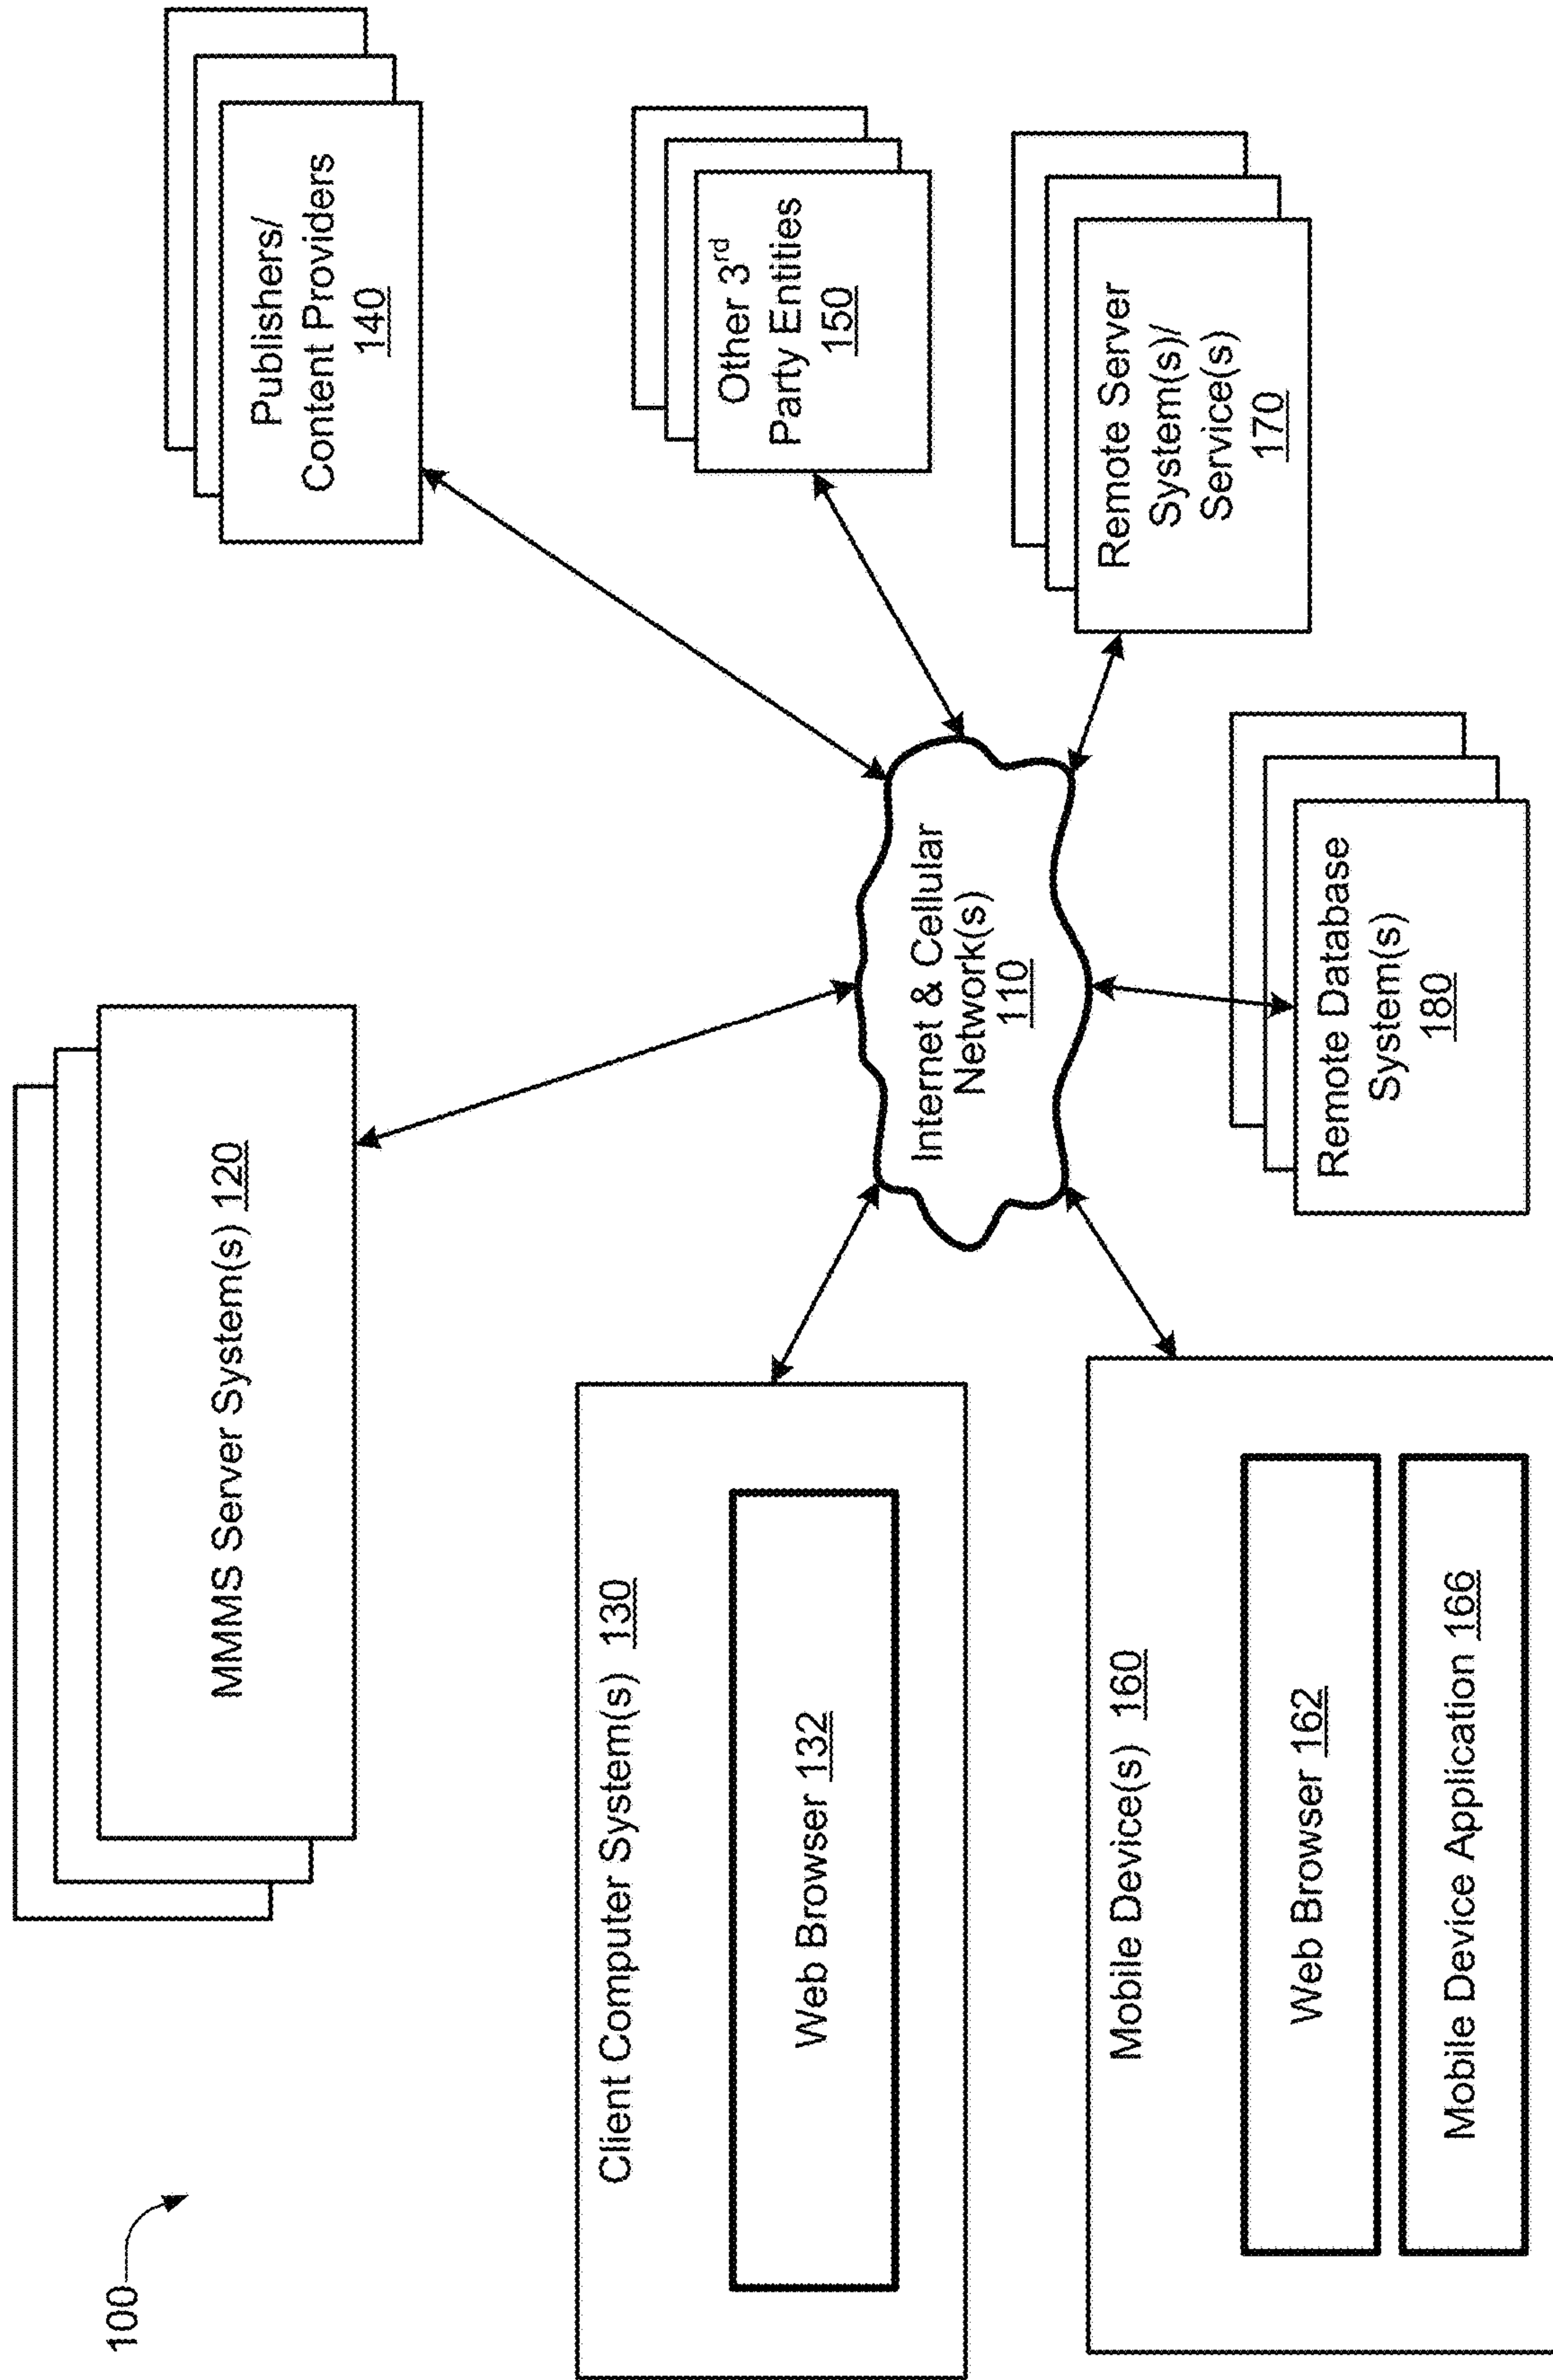 100
MMMS Server System(s) 120
Publishers/
Content Providers
140
Client Computer System(s) 130
Web Browser 132
Other 3rd
Party Entities
150
Internet & Cellular
Network(s)
110
Remote Server
System(s)/
Service(s)
170
Mobile Device(s) 160
Web Browser 162
Mobile Device Application 166
Remote Database
System(s)
180